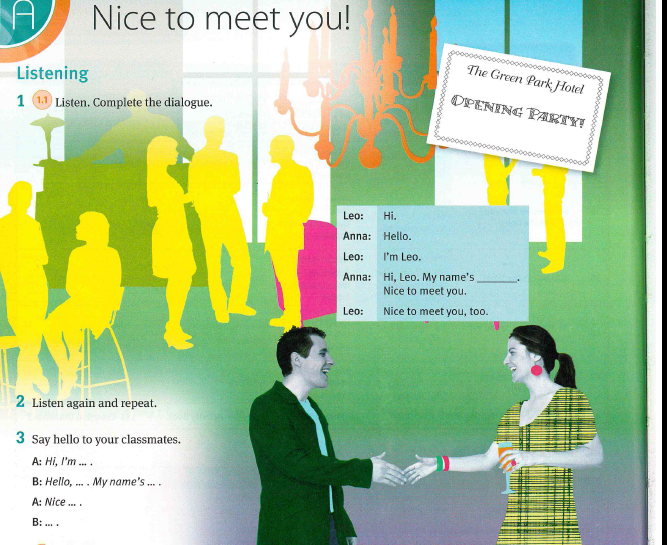 A
Nice to meet you!
Listening
1 1.1 Listen. Complete the dialogue.
The Green Park Hotel
OPENING PARTY!
Leo: Hi.
Anna: Hello.
Leo: I'm Leo.
Anna: Hi, Leo. My name's ________.
Nice to meet you.
Leo: Nice to meet you, too.
2 Listen again and repeat.
3 Say hello to your classmates.
A: Hi, I'm ... .
B: Hello, ... . My name's ... .
A: Nice ... .
B: ... .